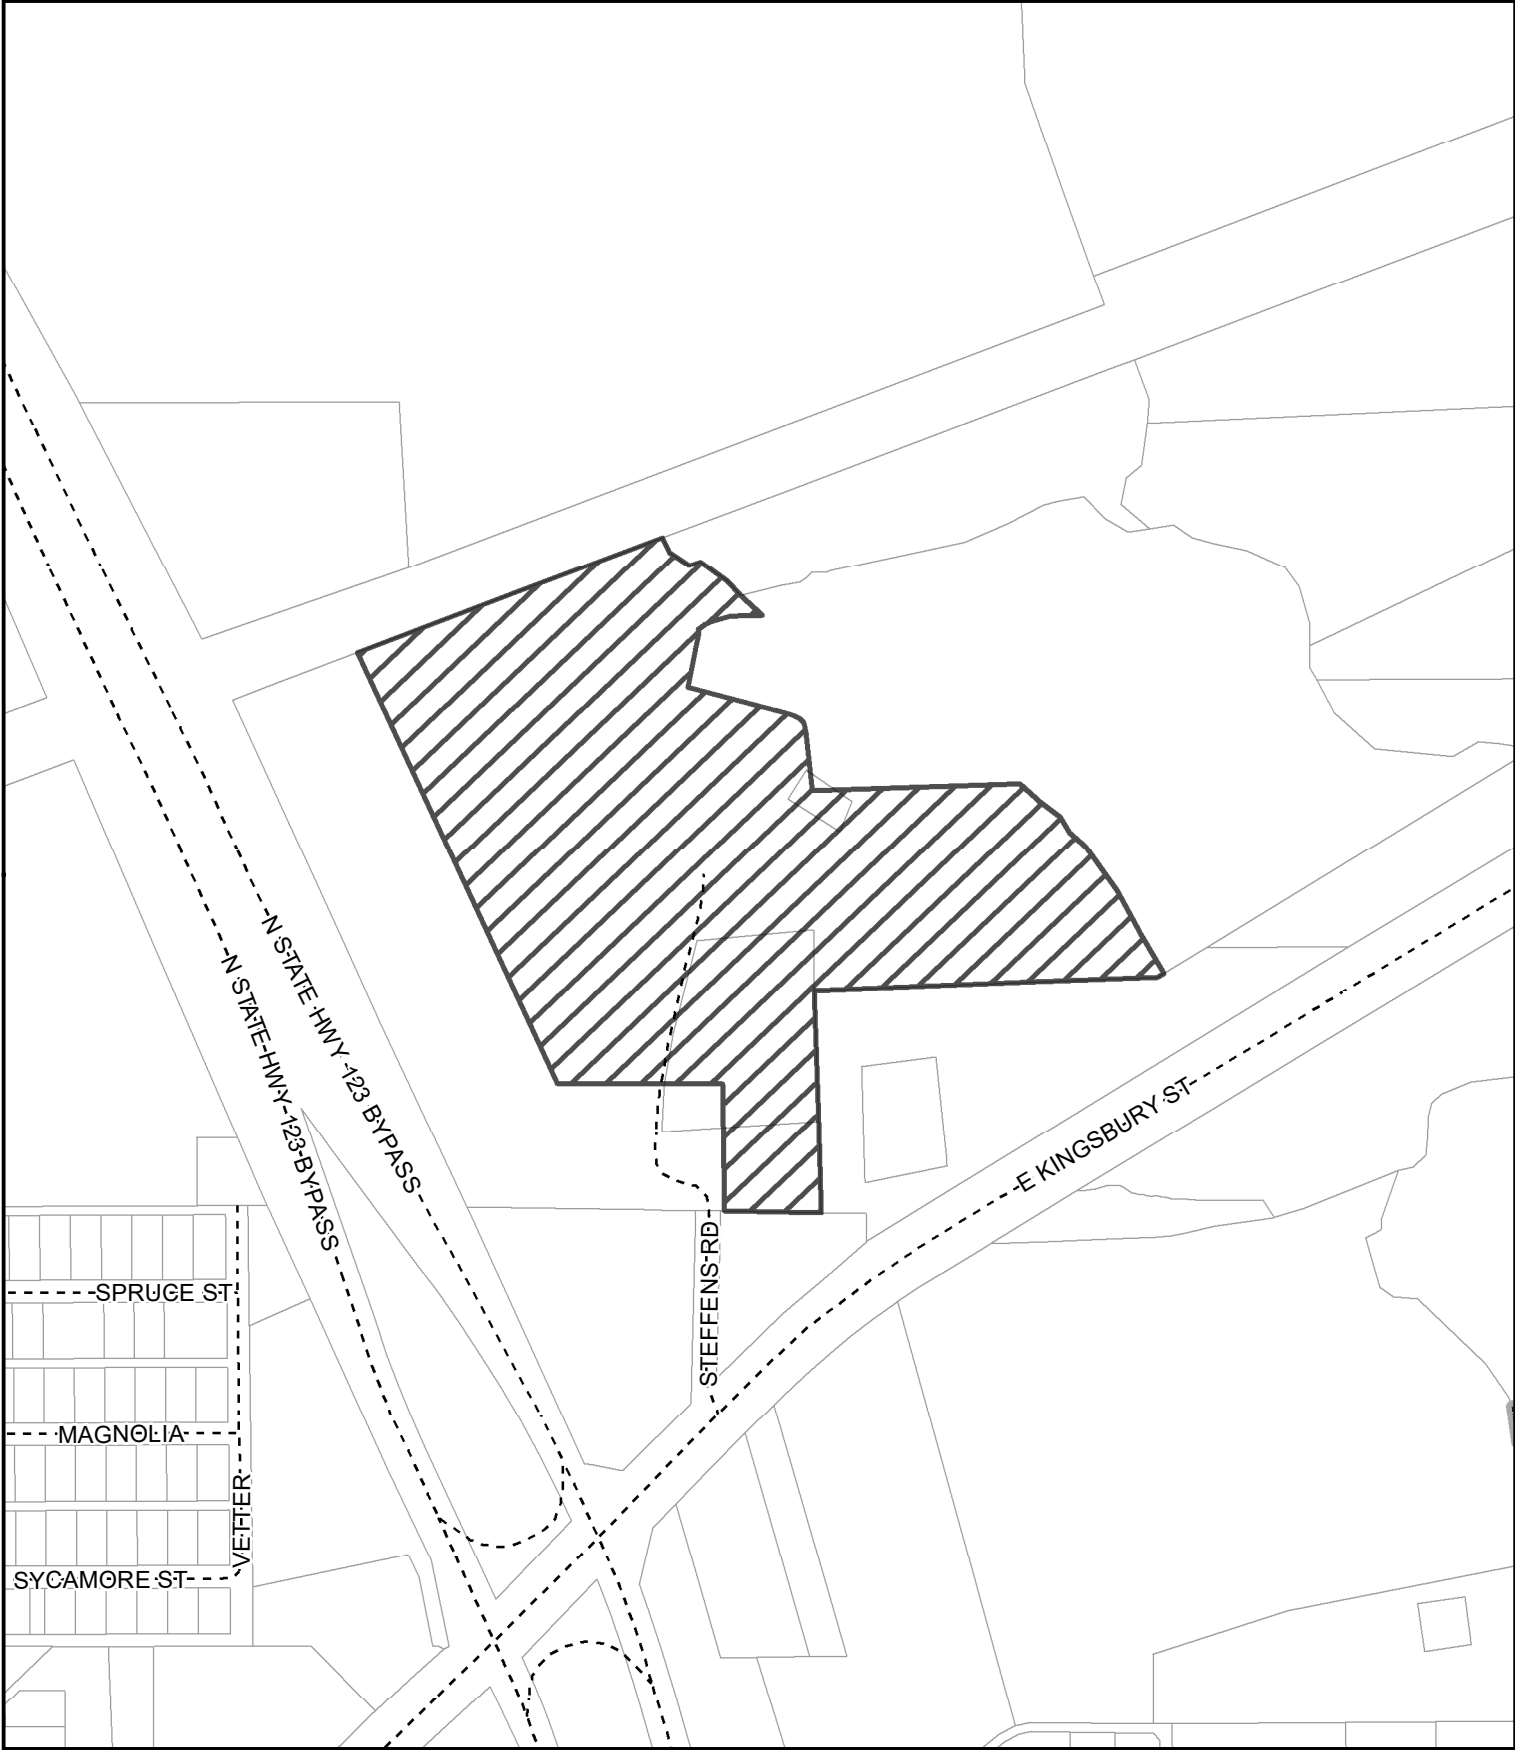 N STATE HWY 123 BYPASS
N STATE HWY 123 BYPASS
E KINGSBURY ST
STEFFENS RD
SPRUCE ST
MAGNOLIA
VETTER
SYCAMORE ST